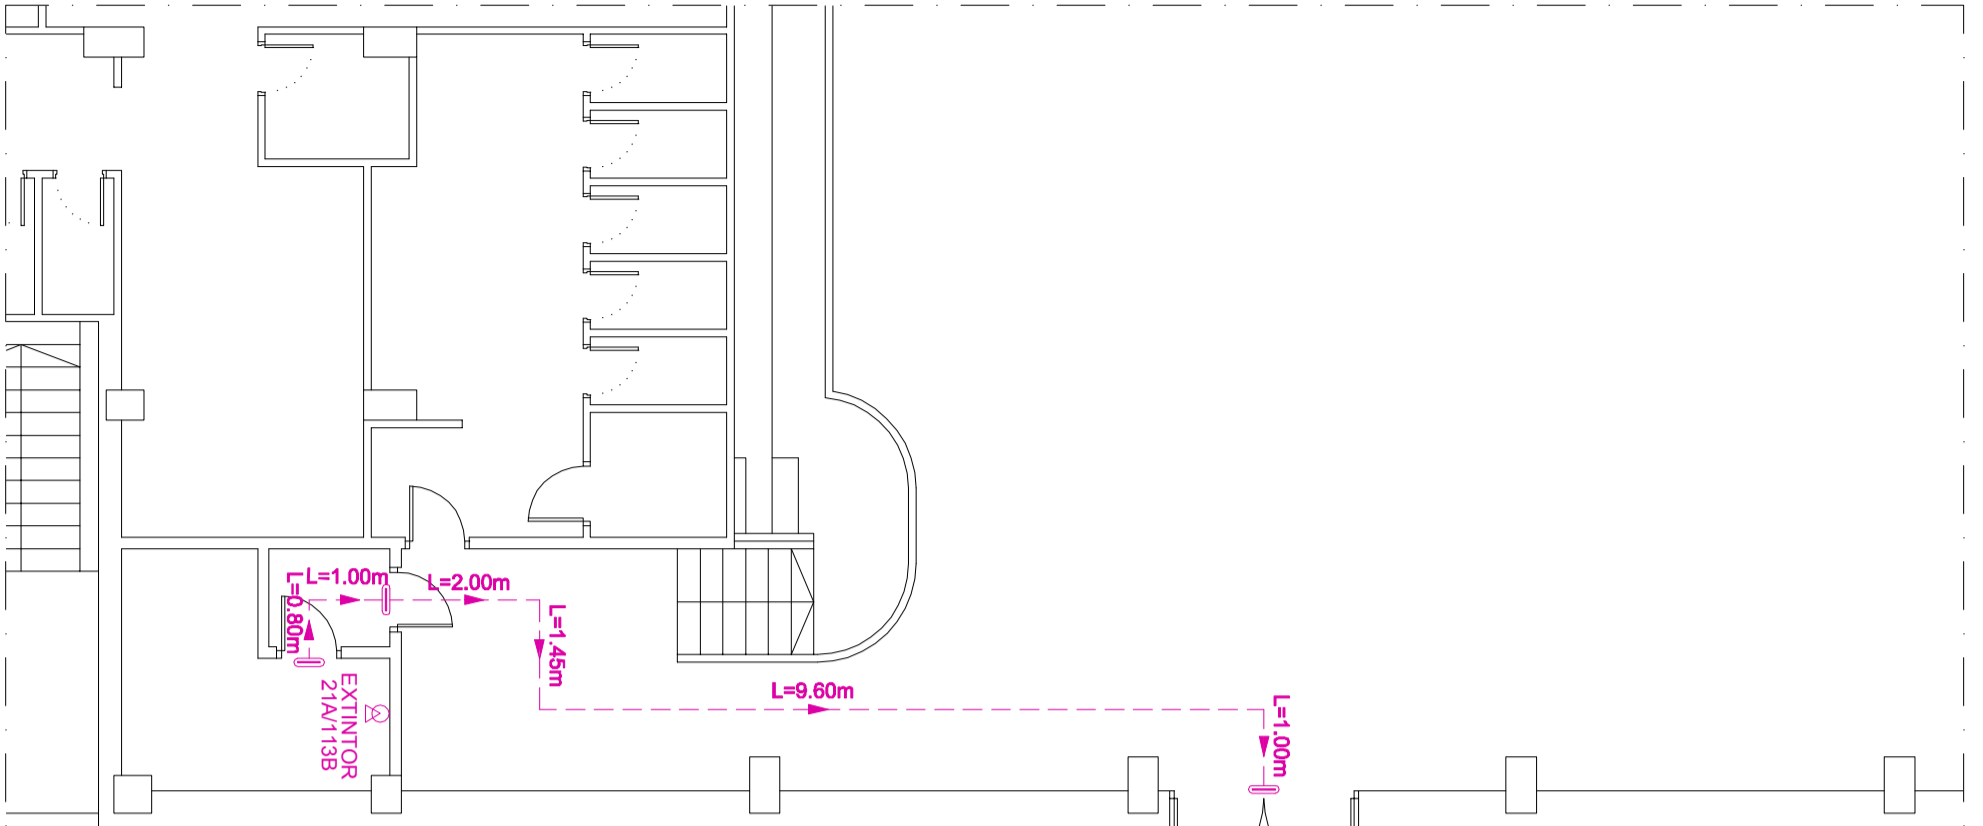 L=1.00m
L=2.00m
L=0.80m
L=1.45m
EXTINTOR
21A/113B
L=9.60m
L=1.00m